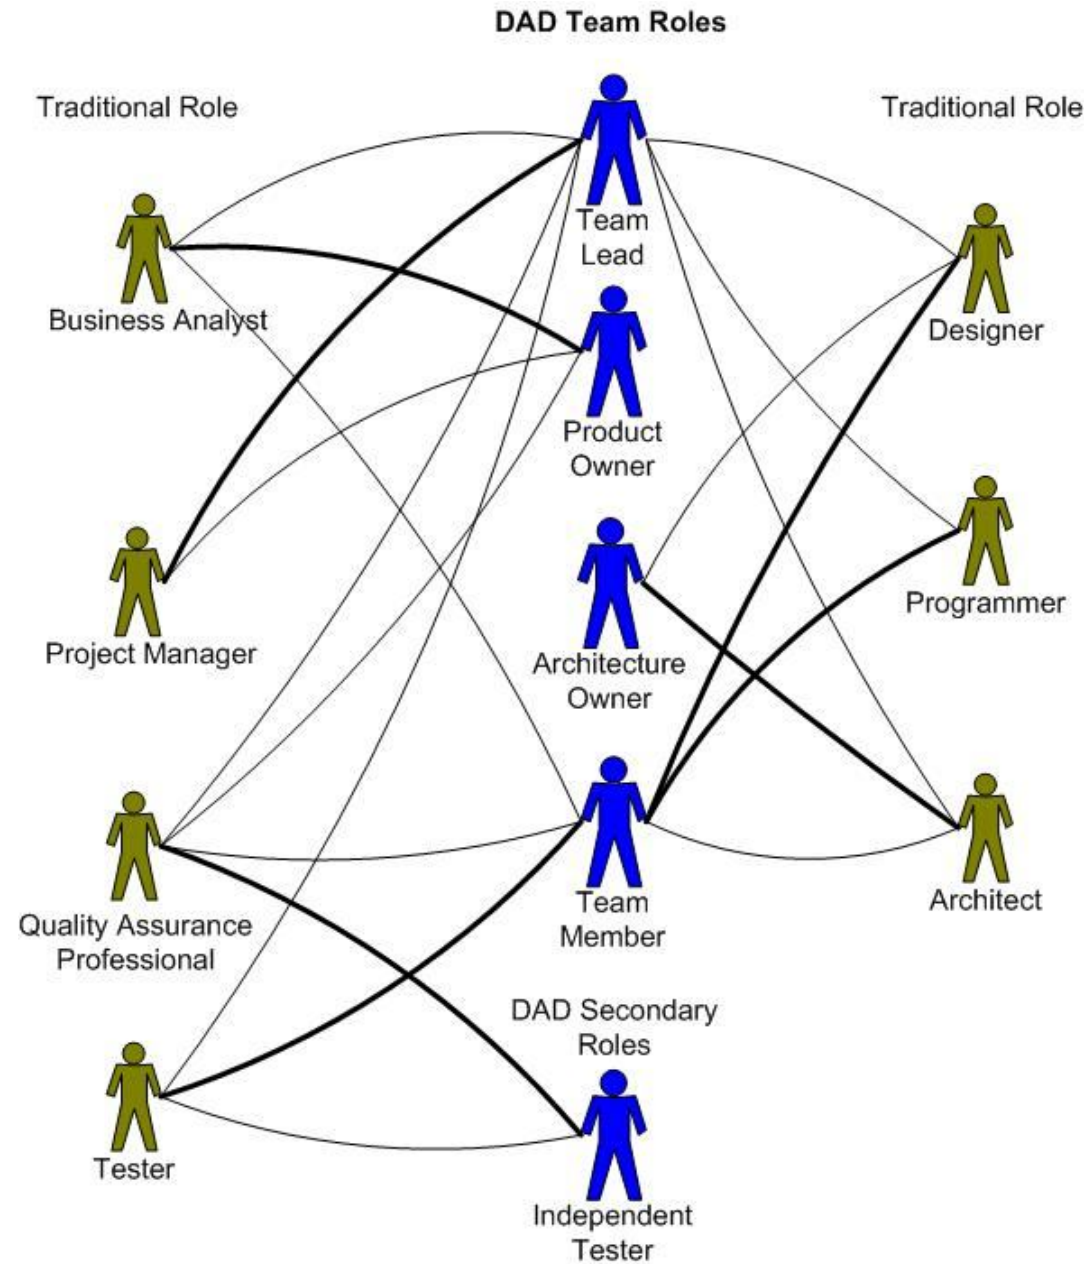 DAD Team Roles
Traditional Role
Traditional Role
Team
Lead
Business Analyst
Designer
Product
Owner
Programmer
Project Manager
Architecture
Owner
Quality Assurance
Professional
Team
Member
Architect
DAD Secondary
Roles
Tester
Independent
Tester